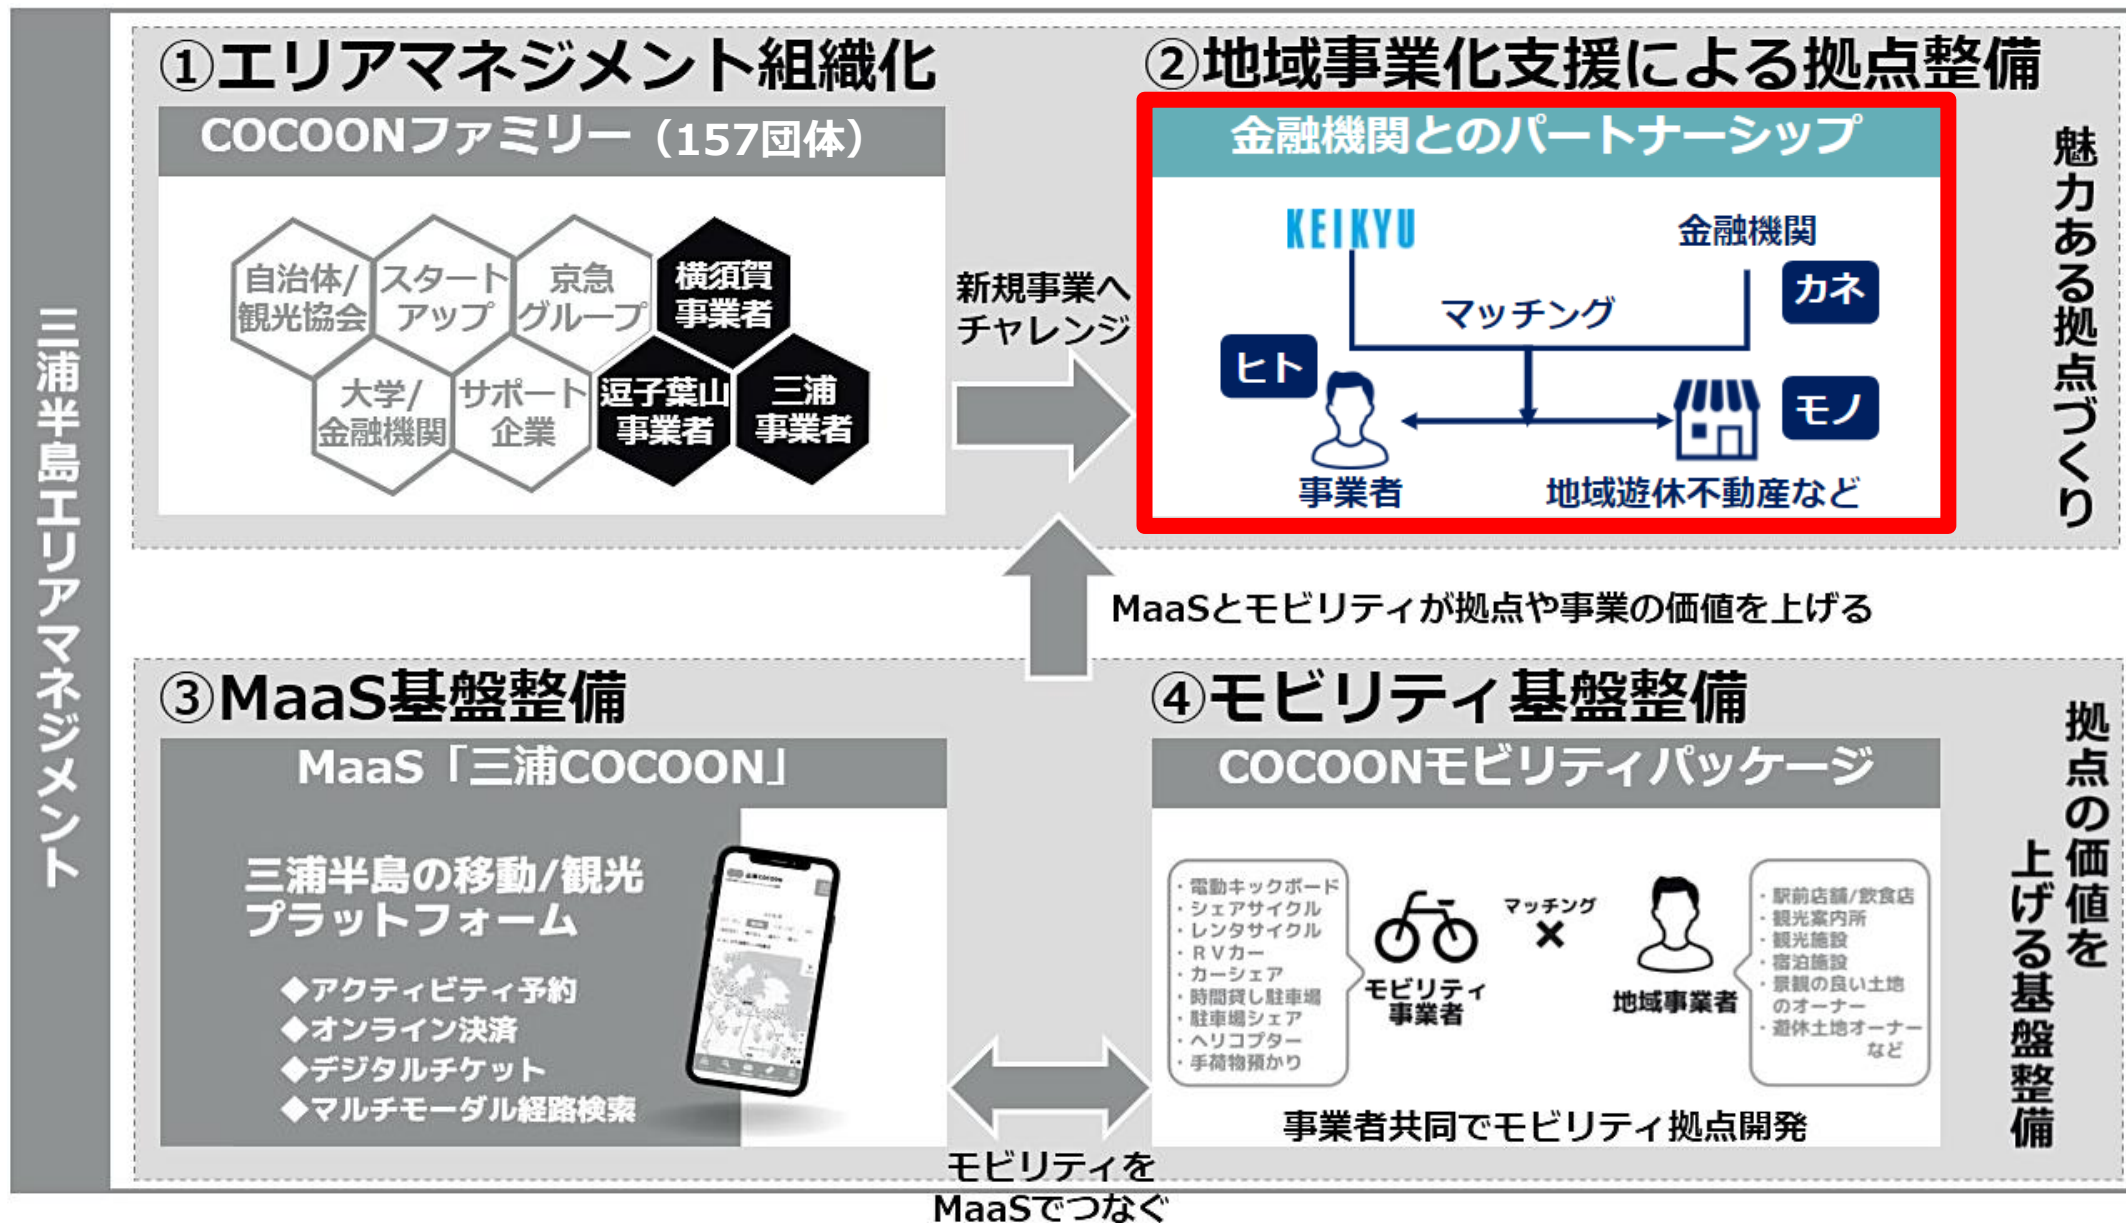 三浦半島エリアマネジメント
①エリアマネジメント組織化
COCOONファミリー（157団体）
自治体/
観光協会
スタート
アップ
京急
グループ
横須賀
事業者
大学/
金融機関
サポート
企業
逗子葉山
事業者
三浦
事業者
新規事業へ
チャレンジ
②地域事業化支援による拠点整備
金融機関とのパートナーシップ
KEIKYU
金融機関
カネ
マッチング
ヒト
モノ
事業者
地域遊休不動産など
魅力ある拠点づくり
MaaSとモビリティが拠点や事業の価値を上げる
③MaaS基盤整備
MaaS「三浦COCOON」
三浦半島の移動/観光
プラットフォーム
◆アクティビティ予約
◆オンライン決済
◆デジタルチケット
◆マルチモーダル経路検索
モビリティを
MaaSでつなぐ
④モビリティ基盤整備
COCOONモビリティパッケージ
・電動キックボード
・シェアサイクル
・レンタサイクル
・RVカー
・カーシェア
・時間貸し駐車場
・駐車場シェア
・ヘリコプター
・手荷物預かり
モビリティ
事業者
マッチング
×
地域事業者
・駅前店舗/飲食店
・観光案内所
・観光施設
・宿泊施設
・景観の良い土地
のオーナー
・遊休土地オーナー
など
事業者共同でモビリティ拠点開発
拠点の価値を
上げる基盤整備